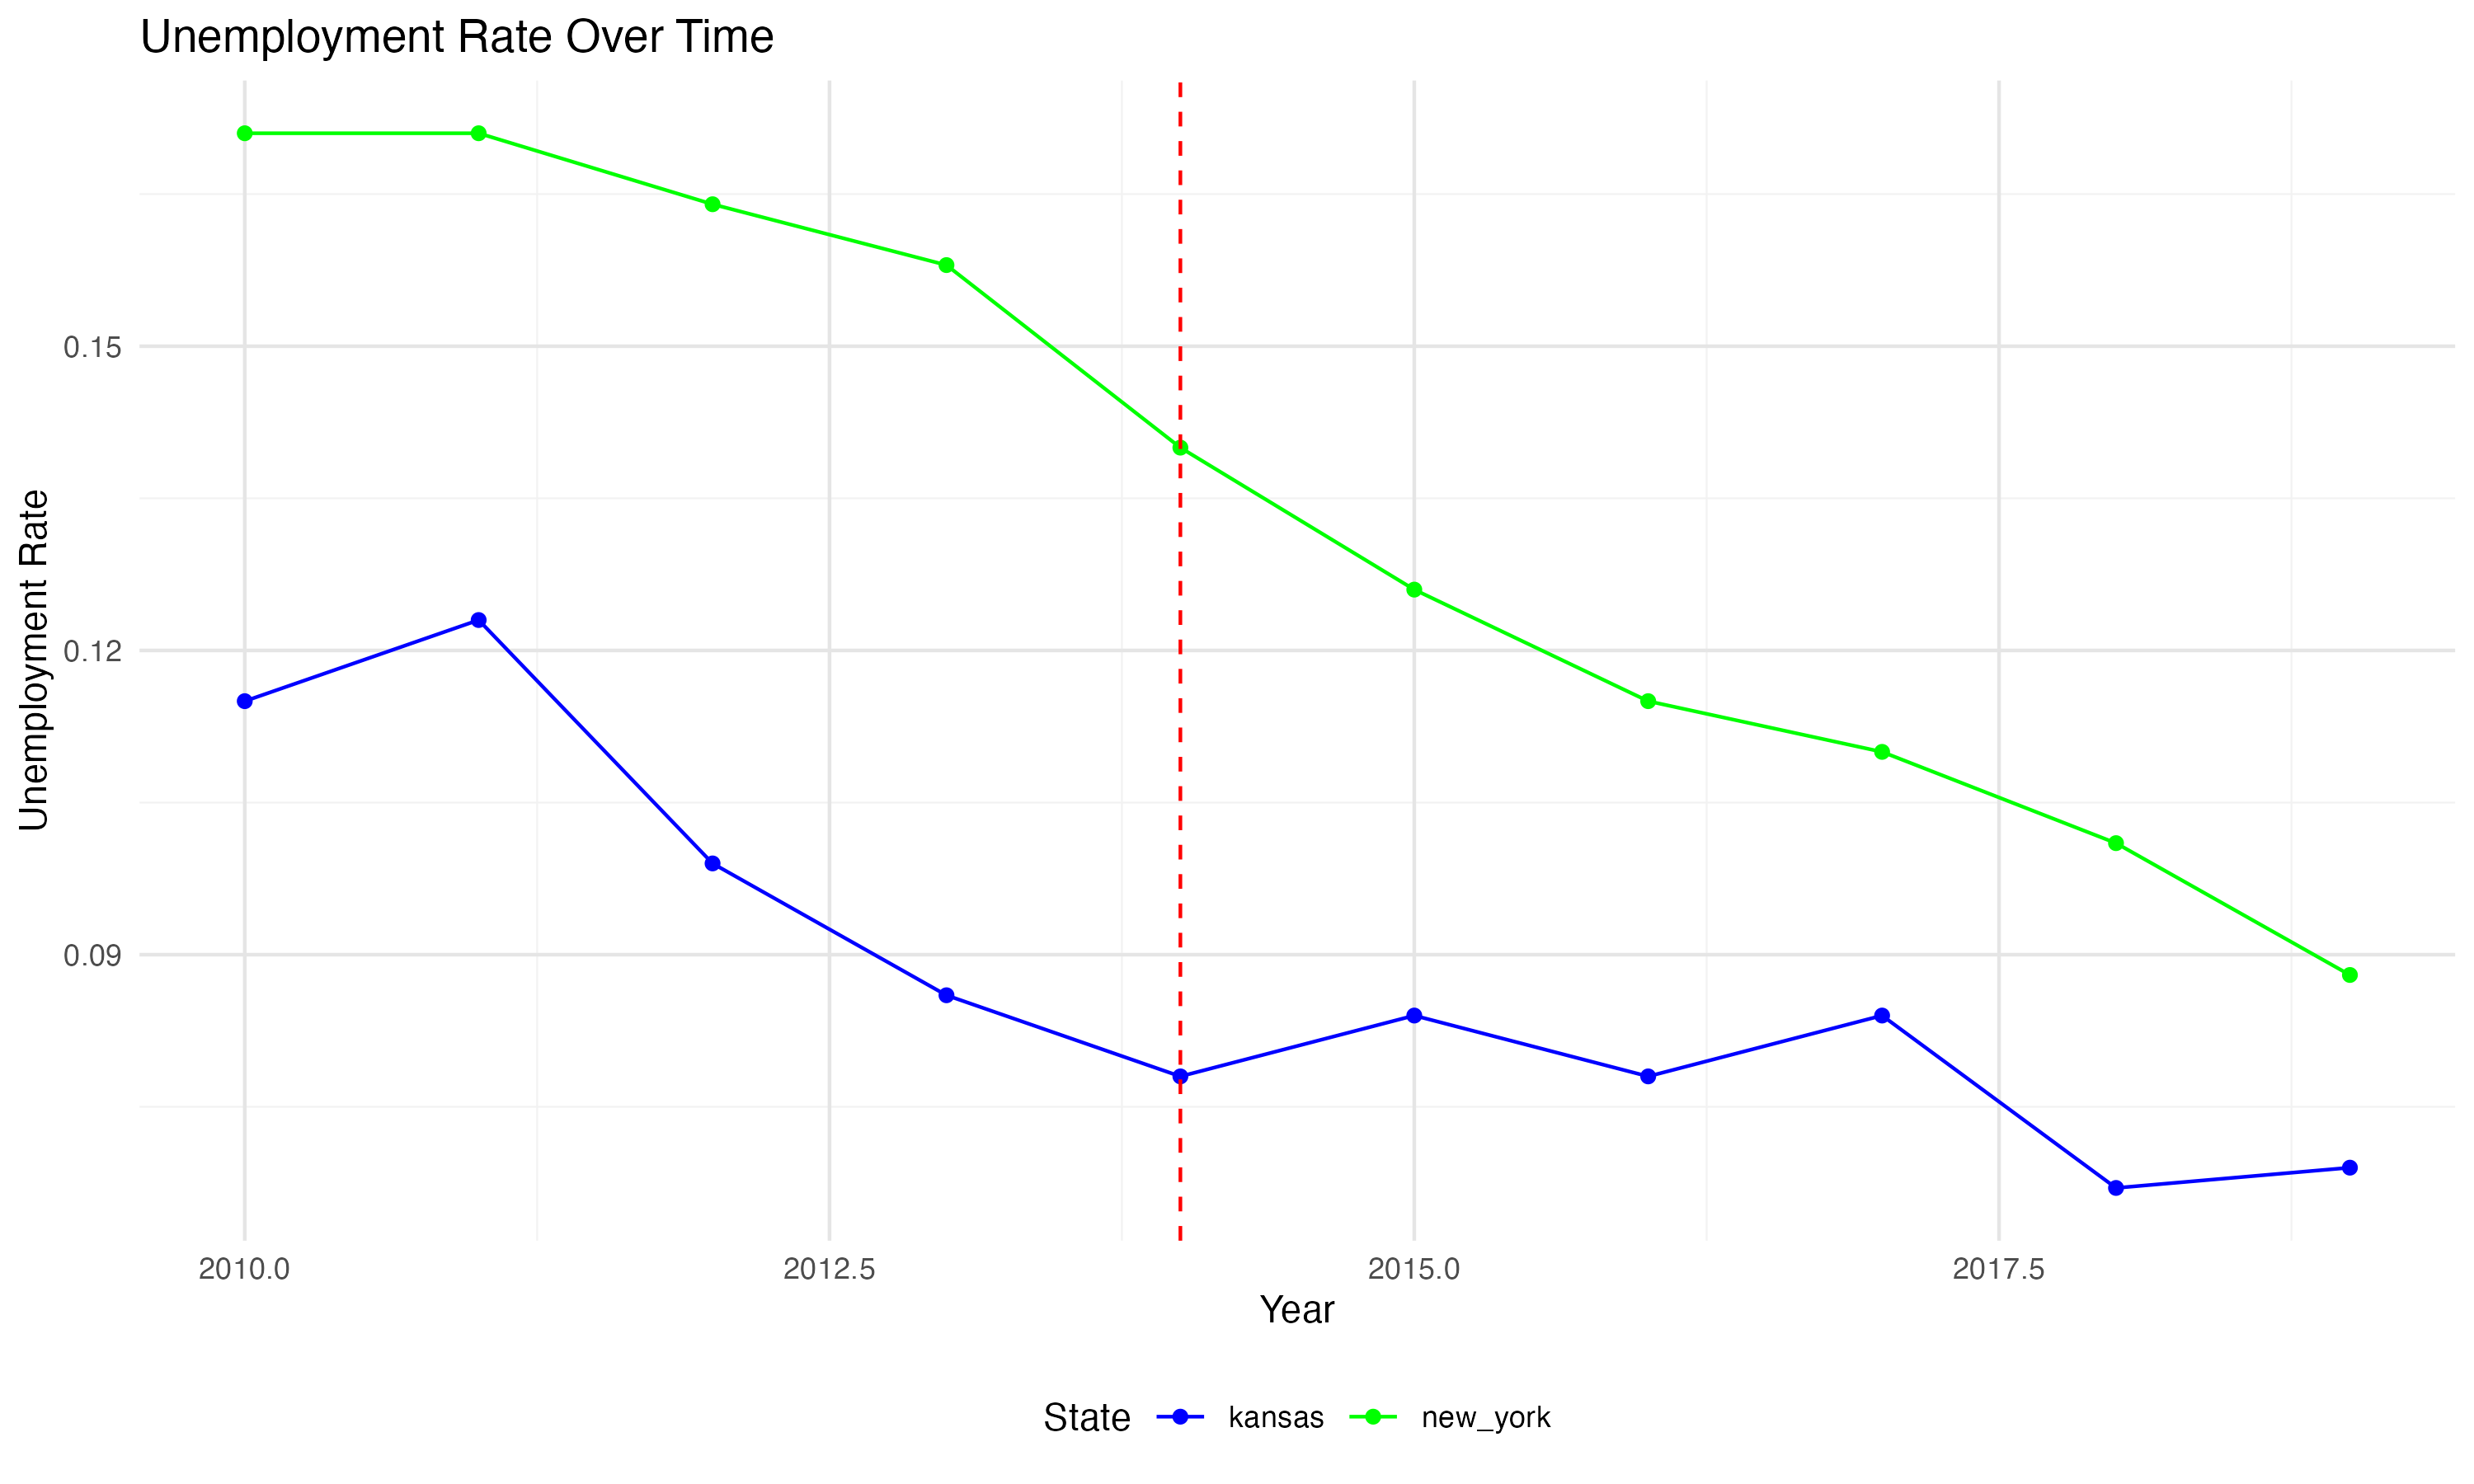 Unemployment Rate Over Time
Unemployment Rate
0.15
0.12
0.09
2010.0 2012.5 2015.0 2017.5
Year
State kansas new_york